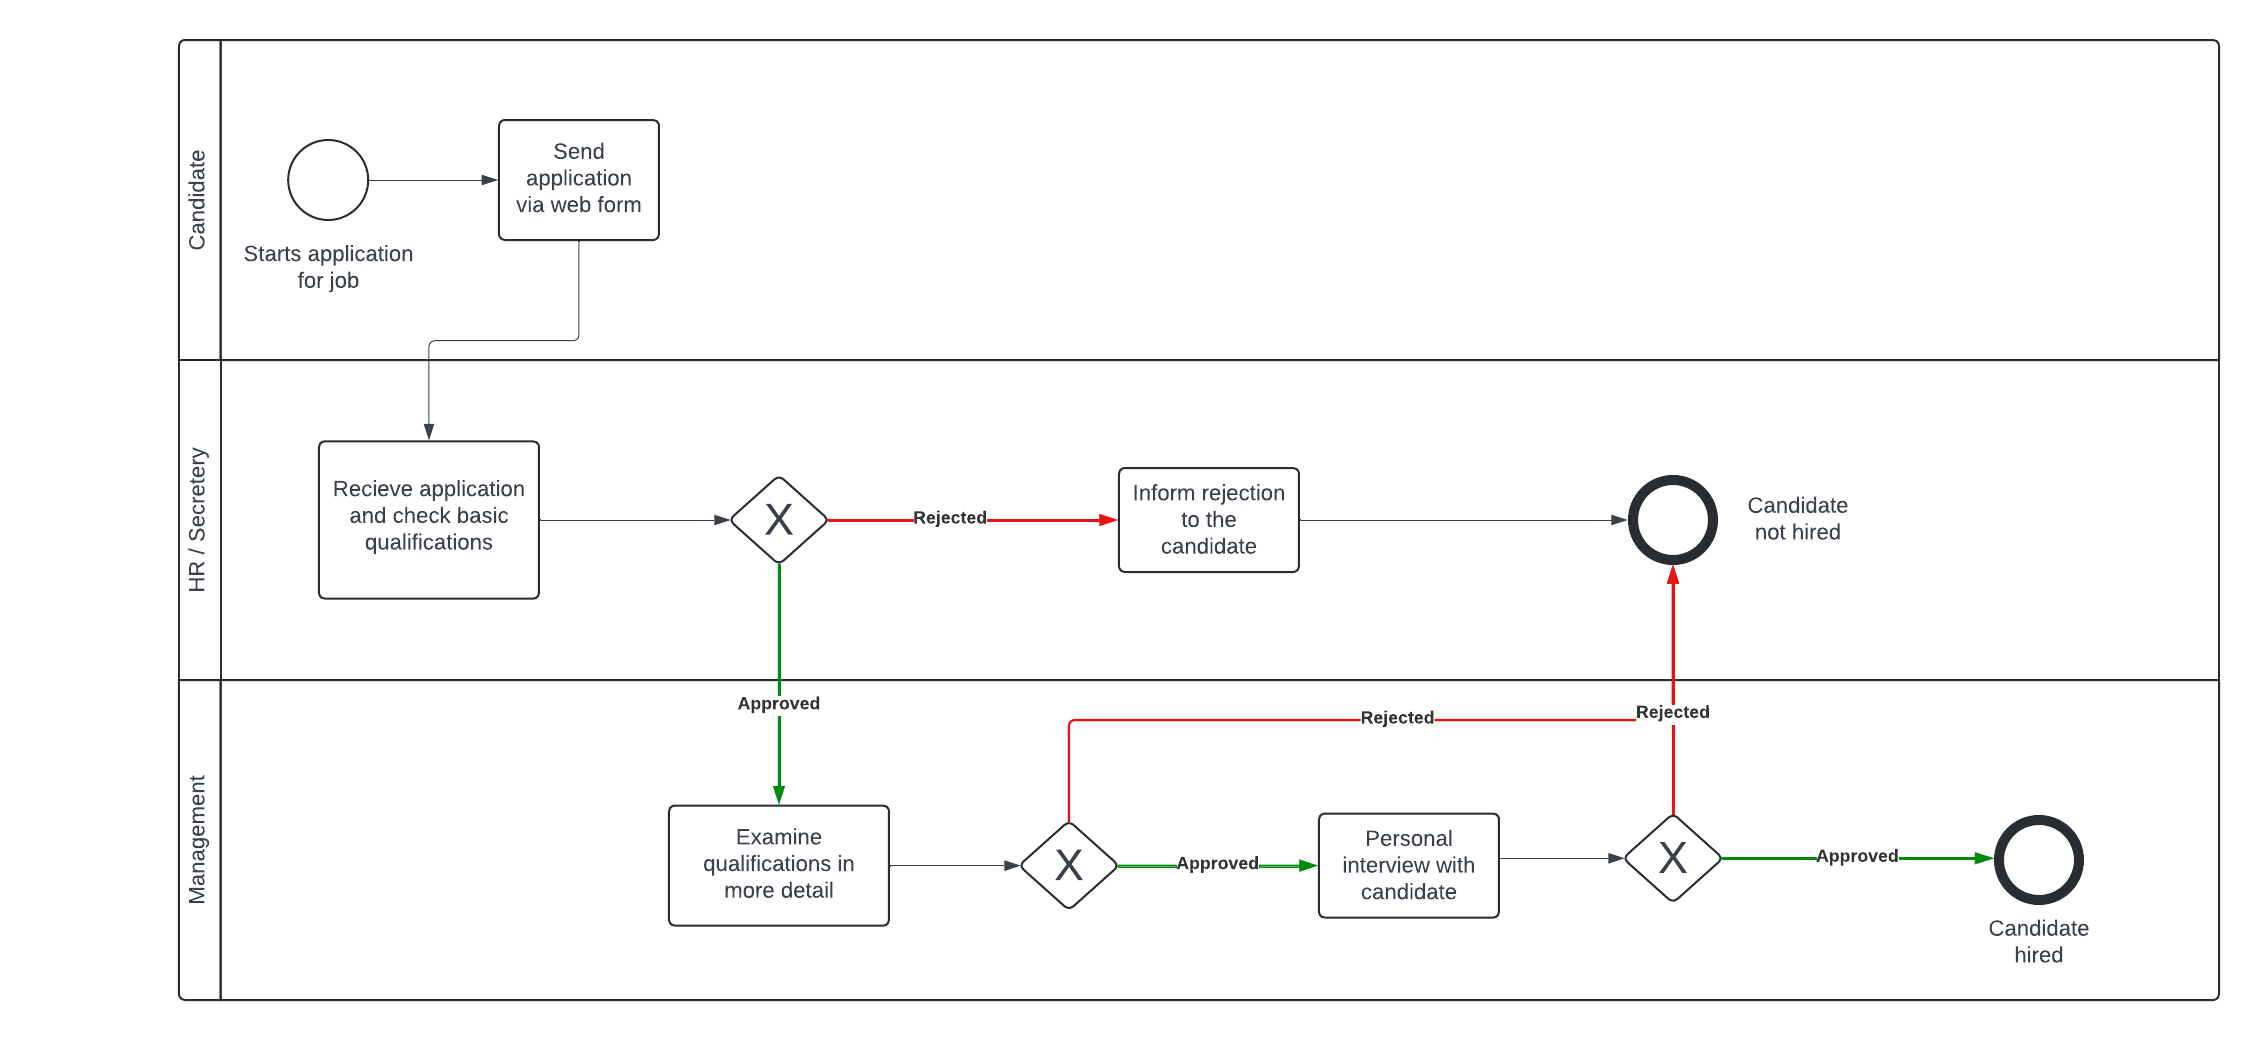 Candidate
Starts application
for job
Send
application
via web form
HR / Secretery
Recieve application
and check basic
qualifications
X
Rejected
Inform rejection
to the
candidate
Candidate
not hired
Approved
Management
Examine
qualifications in
more detail
X
Rejected
Approved
Personal
interview with
candidate
X
Rejected
Approved
Candidate
hired